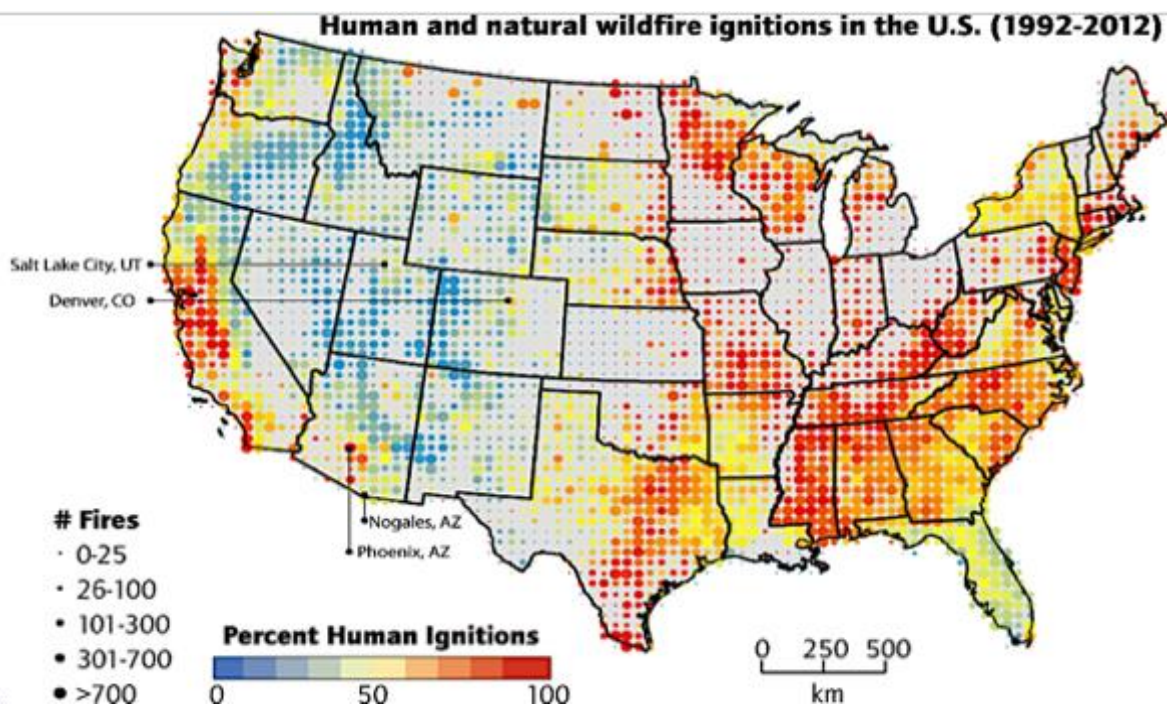 Human and natural wildfire ignitions in the U.S. (1992-2012)
Salt Lake City, UT
Denver, CO
Nogales, AZ
Phoenix, AZ
# Fires
0-25
26-100
101-300
301-700
>700
Percent Human Ignitions
0 50 100
0 250 500
km